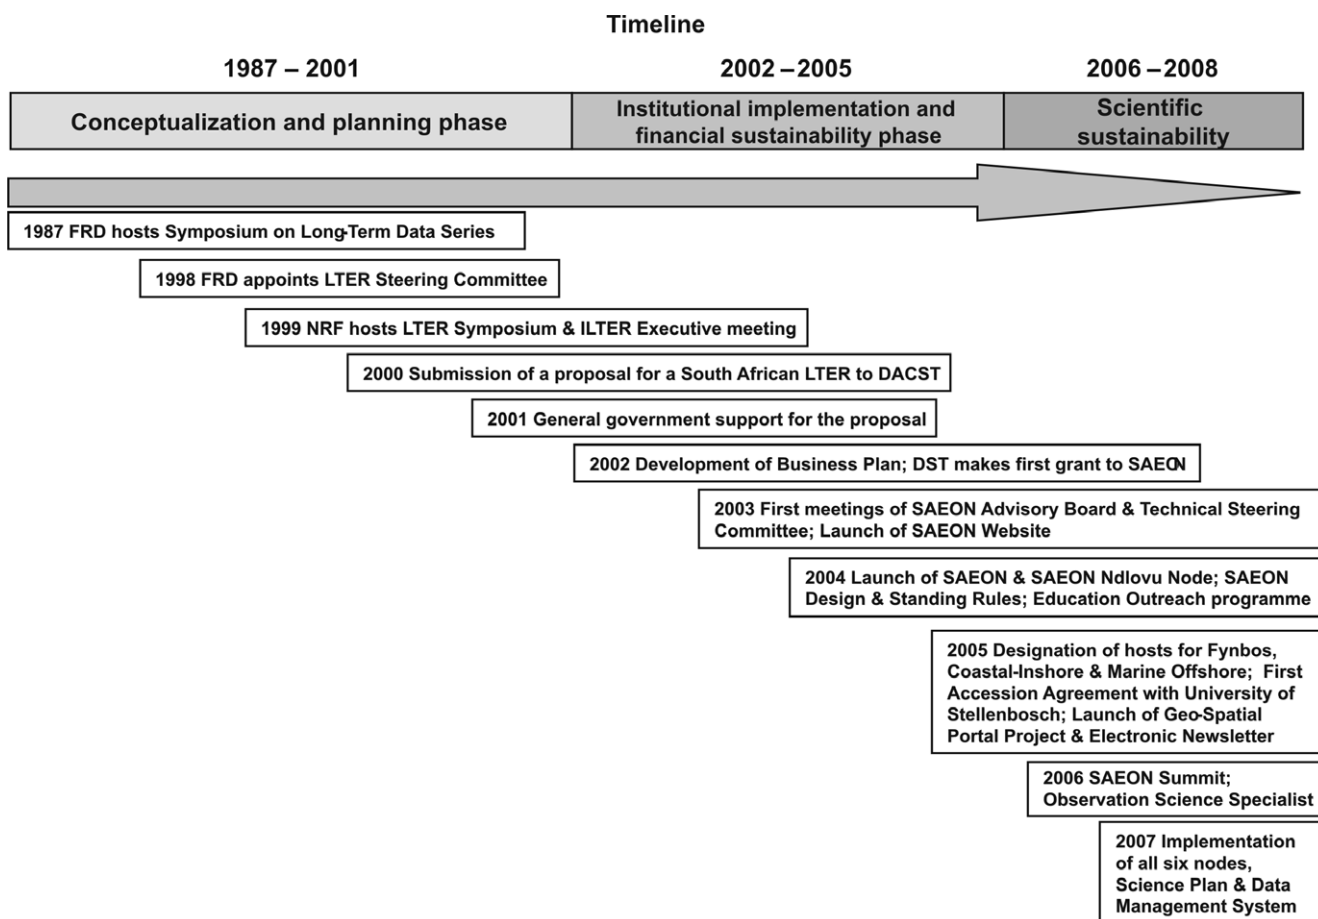 Timeline
1987 – 2001
2002 – 2005
2006 – 2008
Conceptualization and planning phase
Institutional implementation and
financial sustainability phase
Scientific
sustainability
1987 FRD hosts Symposium on Long-Term Data Series
1998 FRD appoints LTER Steering Committee
1999 NRF hosts LTER Symposium & ILTER Executive meeting
2000 Submission of a proposal for a South African LTER to DACST
2001 General government support for the proposal
2002 Development of Business Plan; DST makes first grant to SAEON
2003 First meetings of SAEON Advisory Board & Technical Steering
Committee; Launch of SAEON Website
2004 Launch of SAEON & SAEON Ndlovu Node; SAEON
Design & Standing Rules; Education Outreach programme
2005 Designation of hosts for Fynbos,
Coastal-Inshore & Marine Offshore; First
Accession Agreement with University of
Stellenbosch; Launch of Geo-Spatial
Portal Project & Electronic Newsletter
2006 SAEON Summit;
Observation Science Specialist
2007 Implementation
of all six nodes,
Science Plan & Data
Management System